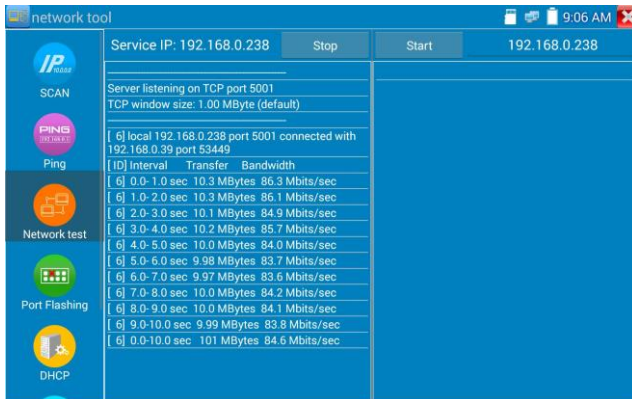 network tool
9:06 AM
Service IP: 192.168.0.238
Stop
Start
192.168.0.238
IP
SCAN
PING
Ping
Network test
Port Flashing
DHCP
Server listening on TCP port 5001
TCP window size: 1.00 MByte (default)
[ 6] local 192.168.0.238 port 5001 connected with
192.168.0.39 port 53449
[ ID] Interval Transfer Bandwidth
[ 6] 0.0- 1.0 sec 10.3 MBytes 86.3 Mbits/sec
[ 6] 1.0- 2.0 sec 10.3 MBytes 86.1 Mbits/sec
[ 6] 2.0- 3.0 sec 10.1 MBytes 84.9 Mbits/sec
[ 6] 3.0- 4.0 sec 10.2 MBytes 85.7 Mbits/sec
[ 6] 4.0- 5.0 sec 10.0 MBytes 84.0 Mbits/sec
[ 6] 5.0- 6.0 sec 9.98 MBytes 83.7 Mbits/sec
[ 6] 6.0- 7.0 sec 9.97 MBytes 83.6 Mbits/sec
[ 6] 7.0- 8.0 sec 10.0 MBytes 84.2 Mbits/sec
[ 6] 8.0- 9.0 sec 10.0 MBytes 84.1 Mbits/sec
[ 6] 9.0-10.0 sec 9.99 MBytes 83.8 Mbits/sec
[ 6] 0.0-10.0 sec 101 MBytes 84.6 Mbits/sec